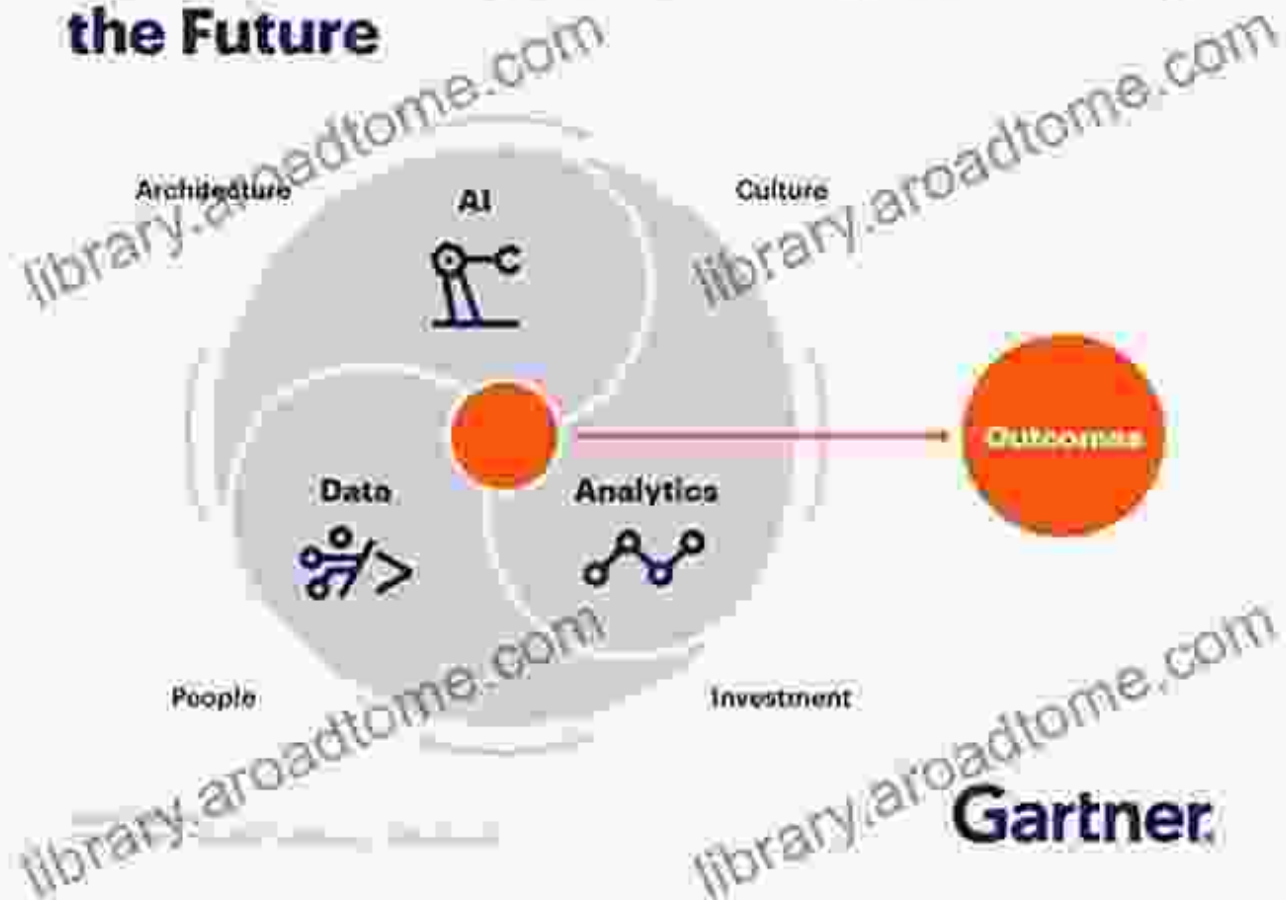 the Future
library.aroadtome.com
library.aroadtome.com
Architecture
AI
Culture
Outcomes
Data
Analytics
People
Investment
library.aroadtome.com
library.aroadtome.com
Gartner